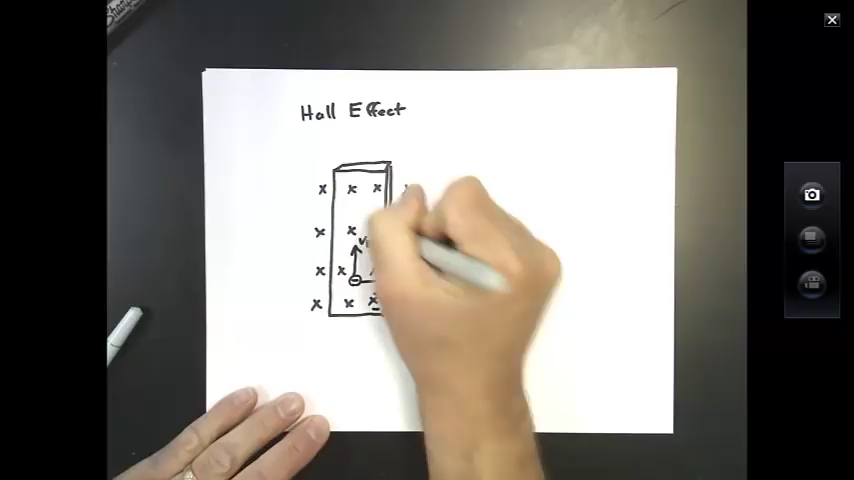 Hall Effect
x x x
x x
v
x x
x x x